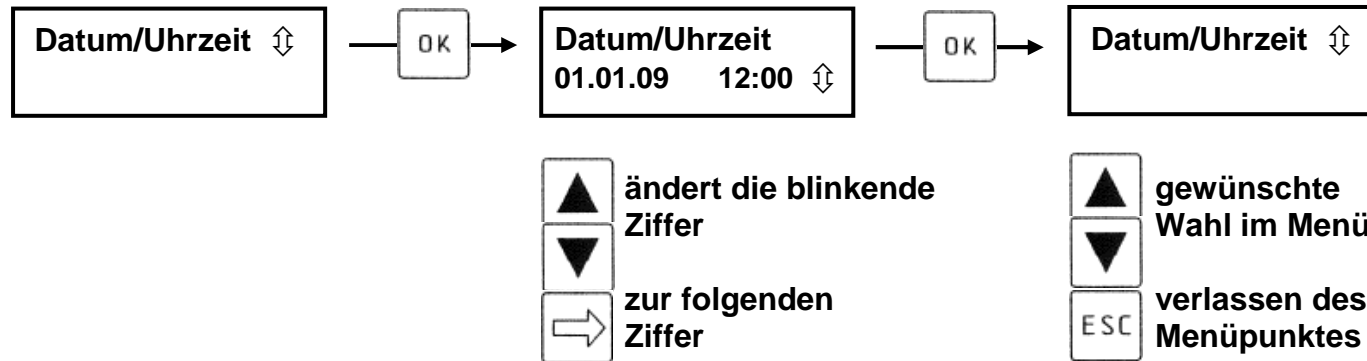 Datum/Uhrzeit ⇳ OK Datum/Uhrzeit OK Datum/Uhrzeit ⇳
01.01.09 12:00 ⇳
ändert die blinkende
Ziffer
zur folgenden
Ziffer
gewünschte
Wahl im Menü
ESC
verlassen des
Menüpunktes